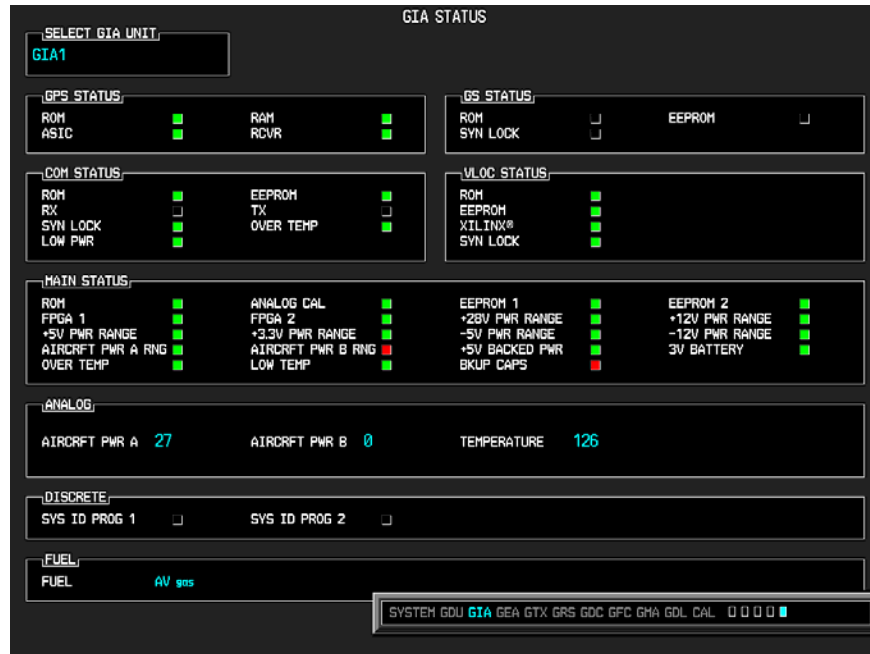 GIA STATUS
SELECT GIA UNIT
GIA1
GPS STATUS
ROM RAM
ASIC RCVR
GS STATUS
ROM EEPROM
SYN LOCK
COM STATUS
ROM EEPROM
RX TX
SYN LOCK OVER TEMP
LOW PWR
VLOC STATUS
ROM
EEPROM
XILINX®
SYN LOCK
MAIN STATUS
ROM ANALOG CAL EEPROM 1 EEPROM 2
FPGA 1 FPGA 2 +28V PWR RANGE +12V PWR RANGE
+5V PWR RANGE +3.3V PWR RANGE -5V PWR RANGE -12V PWR RANGE
AIRCRFT PWR A RNG AIRCRFT PWR B RNG +5V BACKED PWR 3V BATTERY
OVER TEMP LOW TEMP BKUP CAPS
ANALOG
AIRCRFT PWR A 27 AIRCRFT PWR B 0 TEMPERATURE 126
DISCRETE
SYS ID PROG 1 SYS ID PROG 2
FUEL
FUEL AV gas
SYSTEM GDU GIA GEA GTX GRS GDC GFC GMA GDL CAL